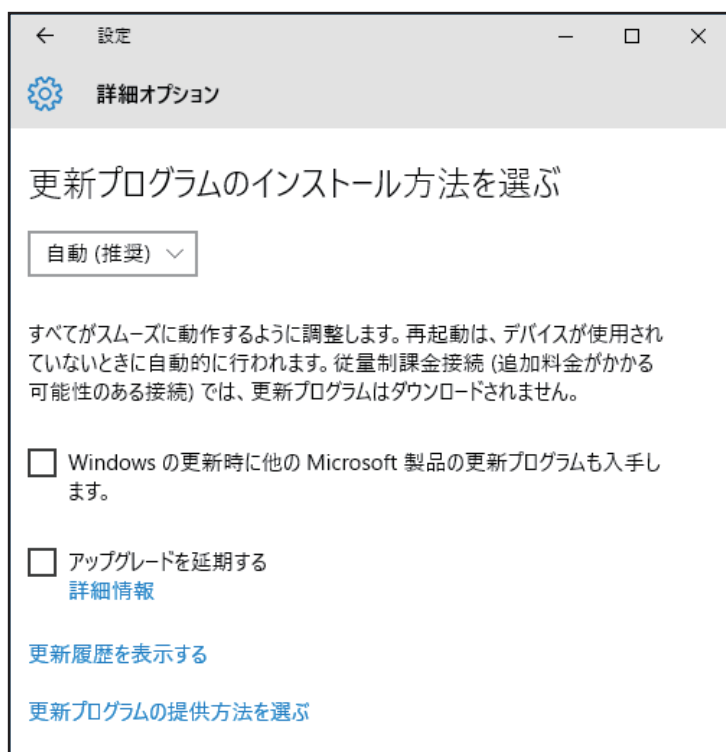 設定
詳細オプション
更新プログラムのインストール方法を選ぶ
自動 (推奨)
すべてがスムーズに動作するように調整します。再起動は、デバイスが使用され
ていないときに自動的に行われます。従量制課金接続 (追加料金がかかる
可能性のある接続) では、更新プログラムはダウンロードされません。
Windows の更新時に他の Microsoft 製品の更新プログラムも入手し
ます。
アップグレードを延期する
詳細情報
更新履歴を表示する
更新プログラムの提供方法を選ぶ